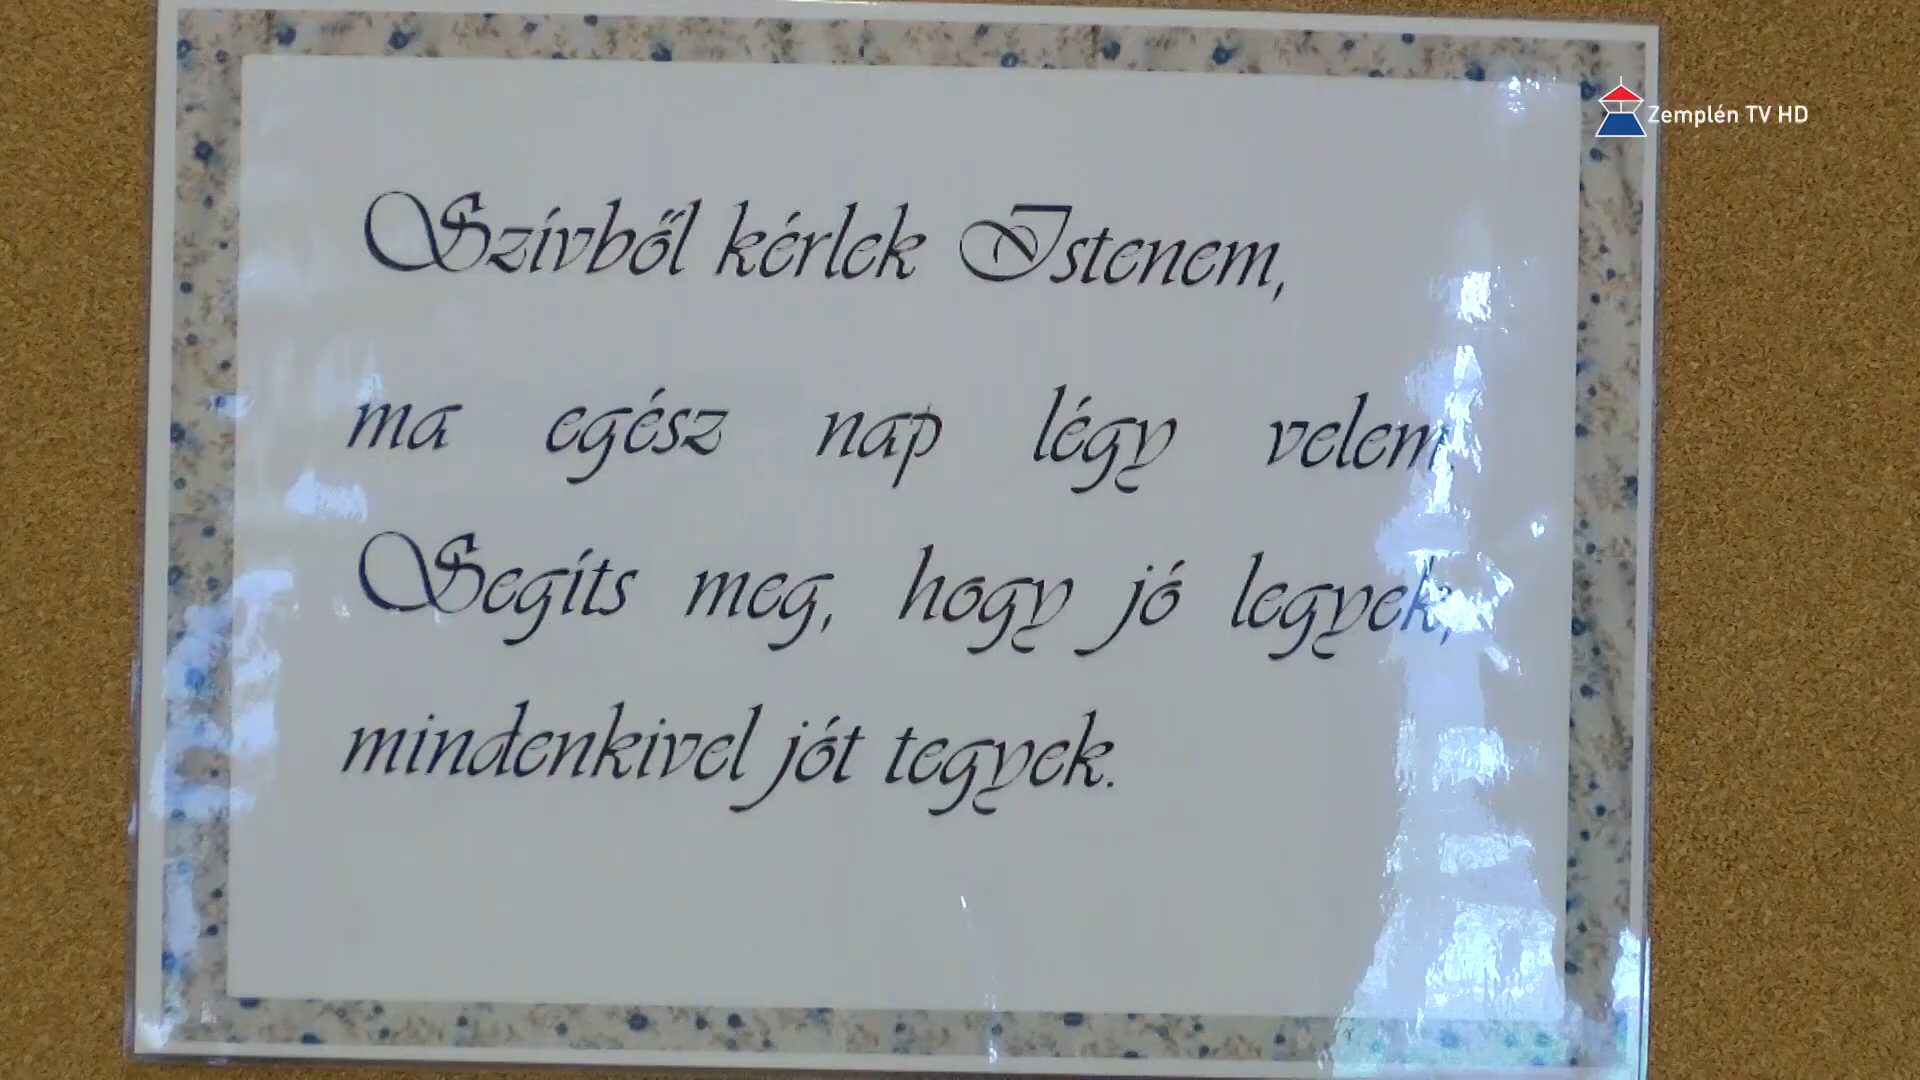 Zemplén TV HD
Szívből kérlek Istenem,
ma egész nap légy velem.
Segíts meg, hogy jó legyek,
mindenkivel jót tegyek.